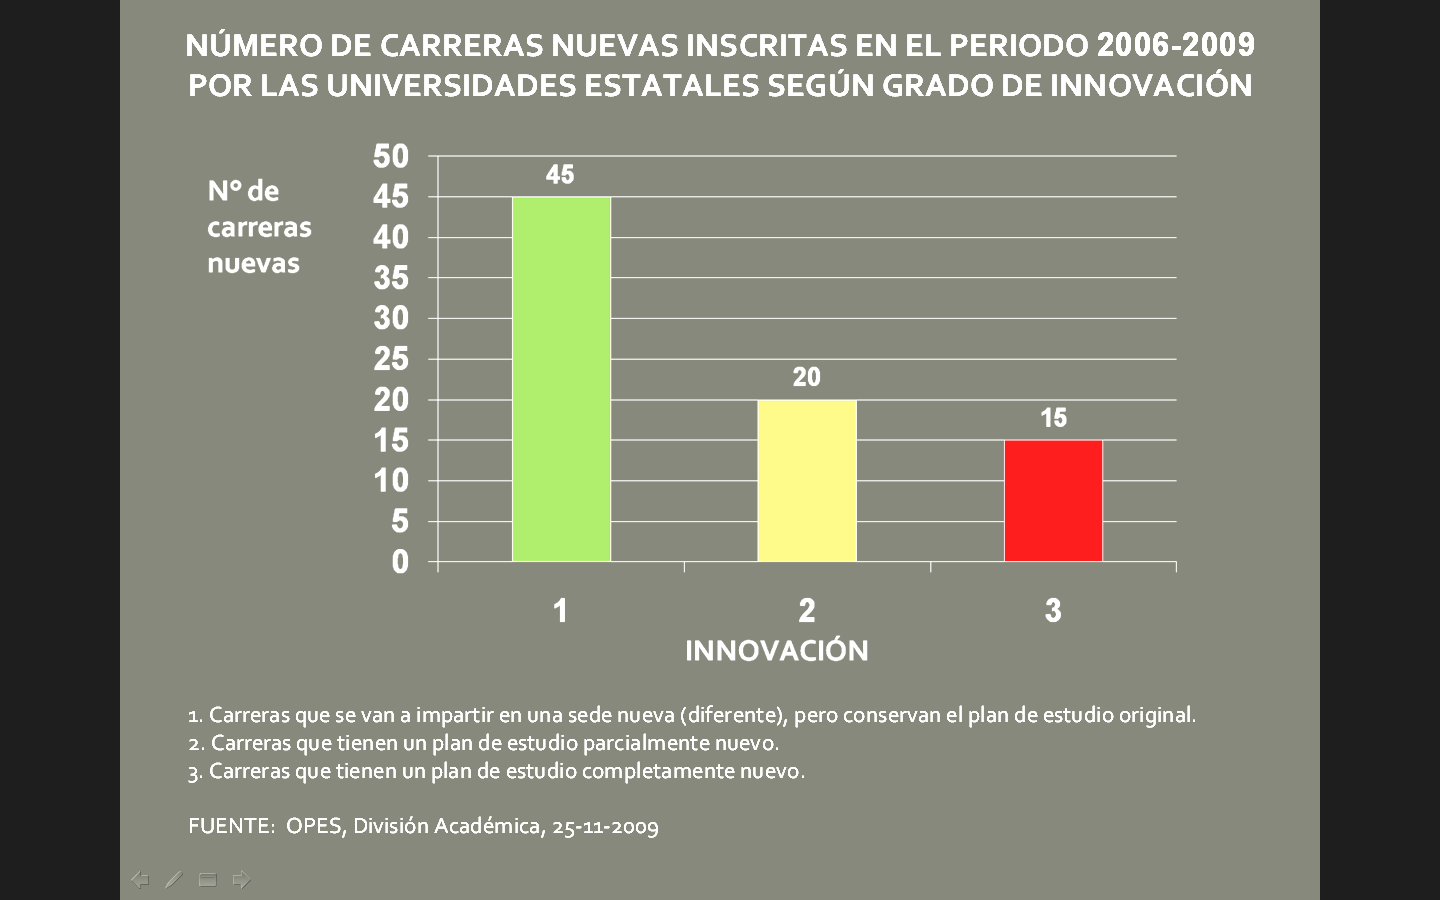 NÚMERO DE CARRERAS NUEVAS INSCRITAS EN EL PERIODO 2006-2009
POR LAS UNIVERSIDADES ESTATALES SEGÚN GRADO DE INNOVACIÓN
N° de
carreras
nuevas
50
45
40
35
30
25
20
15
10
5
0
45
20
15
1
2
3
INNOVACIÓN
1. Carreras que se van a impartir en una sede nueva (diferente), pero conservan el plan de estudio original.
2. Carreras que tienen un plan de estudio parcialmente nuevo.
3. Carreras que tienen un plan de estudio completamente nuevo.
FUENTE: OPES, División Académica, 25-11-2009